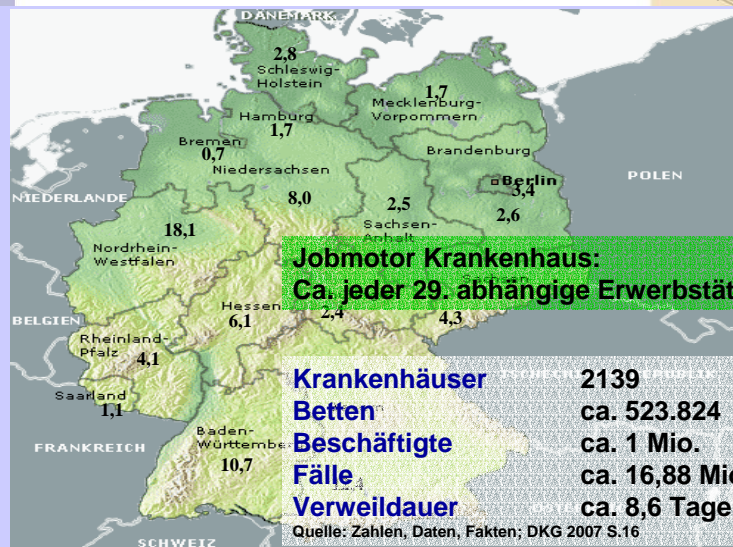 DÄNEMARK
2,8
Schleswig-
Holstein
1,7
Mecklenburg-
Vorpommern
Hamburg
1,7
Bremen
0,7
Niedersachsen
8,0
Brandenburg
Berlin
3,4
2,6
POLEN
NIEDERLANDE
18,1
Nordrhein-
Westfalen
2,5
Sachsen-
Anhalt
Jobmotor Krankenhaus:
Sachsen
Ca. jeder 29. abhängige Erwerbstät
Hessen
6,1
2,4
4,3
BELGIEN
Rheinland-
Pfalz
4,1
Saarland
1,1
FRANKREICH
Baden-
Württember
10,7
Krankenhäuser 2139
Betten ca. 523.824
Beschäftigte ca. 1 Mio.
Fälle ca. 16,88 Mio
Verweildauer ca. 8,6 Tage
Quelle: Zahlen, Daten, Fakten; DKG 2007 S.16
SCHWEIZ